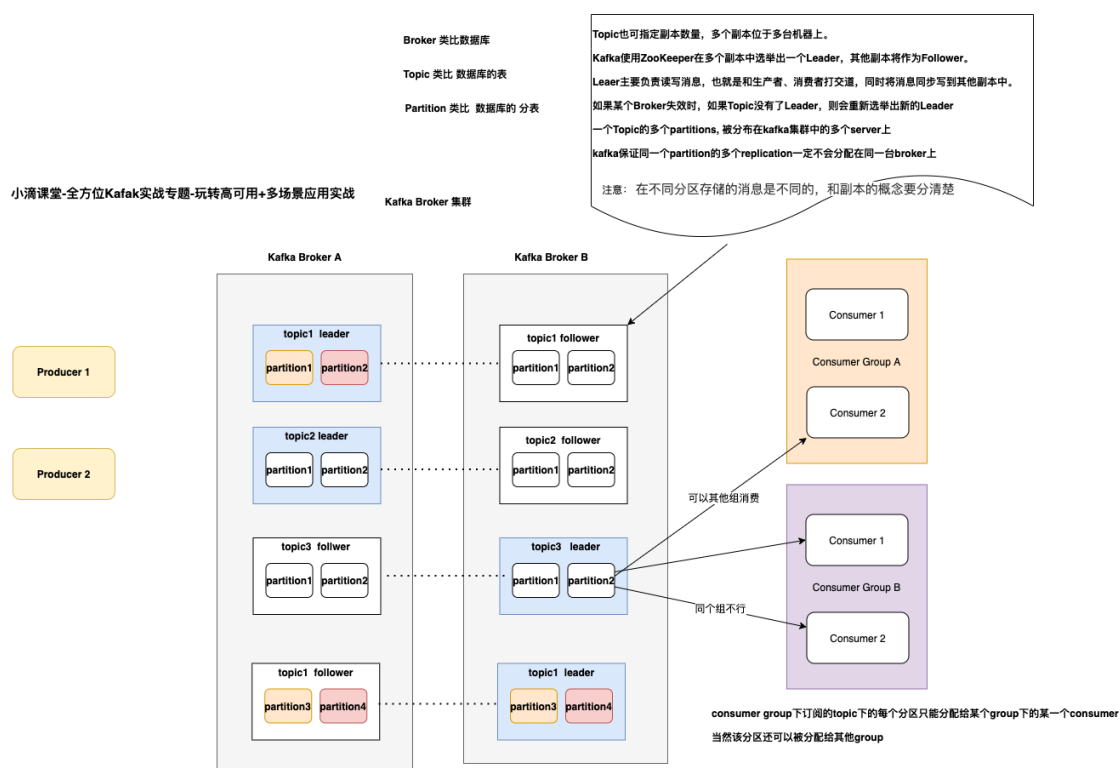 Broker 类比数据库
Topic 类比 数据库的表
Partition 类比 数据库的 分表
Topic也可指定副本数量，多个副本位于多台机器上。
Kafka使用ZooKeeper在多个副本中选举出一个Leader，其他副本将作为Follower。
Leaer主要负责读写消息，也就是和生产者、消费者打交道，同时将消息同步写到其他副本中。
如果某个Broker失效时，如果Topic没有了Leader，则会重新选举出新的Leader
一个Topic的多个partitions, 被分布在kafka集群中的多个server上
kafka保证同一个partition的多个replication一定不会分配在同一台broker上
注意： 在不同分区存储的消息是不同的，和副本的概念要分清楚
小滴课堂-全方位Kafak实战专题-玩转高可用+多场景应用实战
Kafka Broker 集群
Kafka Broker A
Kafka Broker B
Producer 1
Producer 2
topic1 leader
partition1 partition2
topic2 leader
partition1 partition2
topic3 follwer
partition1 partition2
topic1 follower
partition3 partition4
topic1 follower
partition1 partition2
topic2 follower
partition1 partition2
topic3 leader
partition1 partition2
topic1 leader
partition3 partition4
可以其他组消费
同个组不行
Consumer 1
Consumer Group A
Consumer 2
Consumer 1
Consumer Group B
Consumer 2
consumer group下订阅的topic下的每个分区只能分配给某个group下的某一个consumer
当然该分区还可以被分配给其他group